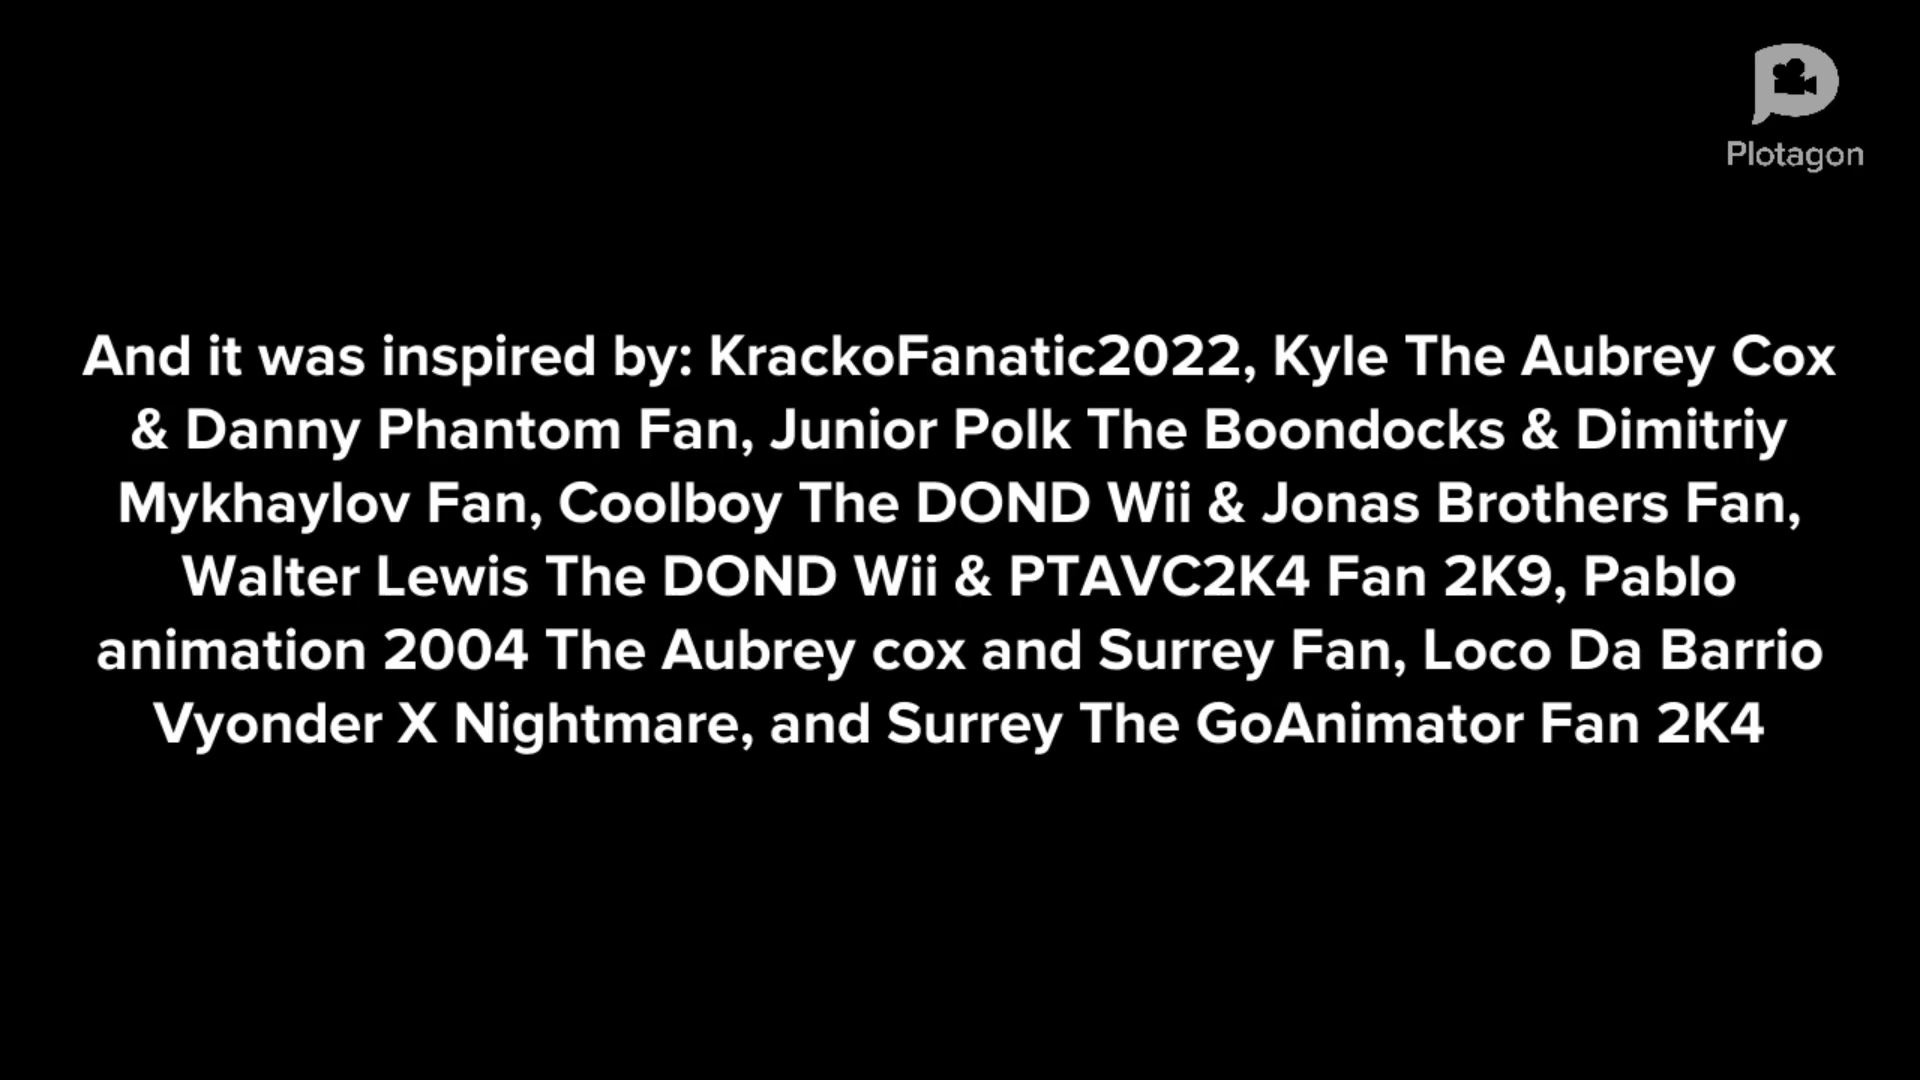 Plotagon
And it was inspired by: KrackoFanatic2022, Kyle The Aubrey Cox
& Danny Phantom Fan, Junior Polk The Boondocks & Dimitriy
Mykhaylov Fan, Coolboy The DOND Wii & Jonas Brothers Fan,
Walter Lewis The DOND Wii & PTAVC2K4 Fan 2K9, Pablo
animation 2004 The Aubrey cox and Surrey Fan, Loco Da Barrio
Vyonder X Nightmare, and Surrey The GoAnimator Fan 2K4